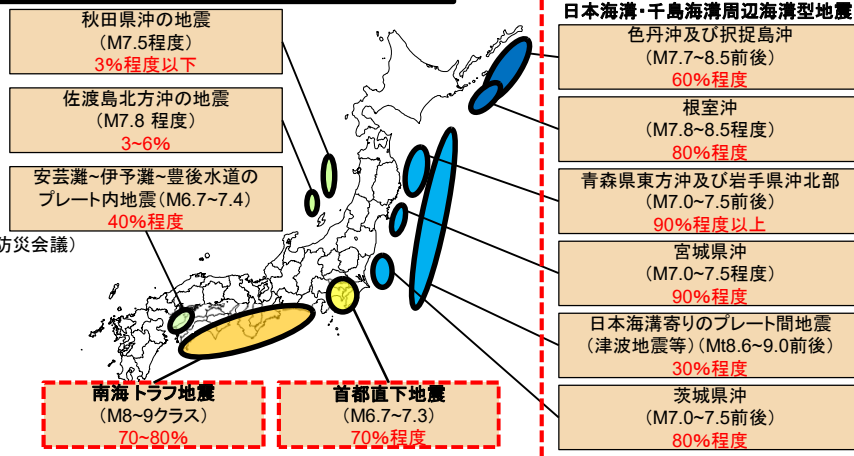 秋田県沖の地震
(M7.5程度)
3%程度以下
佐渡島北方沖の地震
(M7.8 程度)
3~6%
安芸灘~伊予灘~豊後水道の
プレート内地震(M6.7~7.4)
40%程度
防災会議)
南海トラフ地震
(M8~9クラス)
70~80%
首都直下地震
(M6.7~7.3)
70%程度
日本海溝・千島海溝周辺海溝型地震
色丹沖及び択捉島沖
(M7.7~8.5前後)
60%程度
根室沖
(M7.8~8.5程度)
80%程度
青森県東方沖及び岩手県沖北部
(M7.0~7.5前後)
90%程度以上
宮城県沖
(M7.0~7.5程度)
90%程度
日本海溝寄りのプレート間地震
(津波地震等)(Mt8.6~9.0前後)
30%程度
茨城県沖
(M7.0~7.5前後)
80%程度